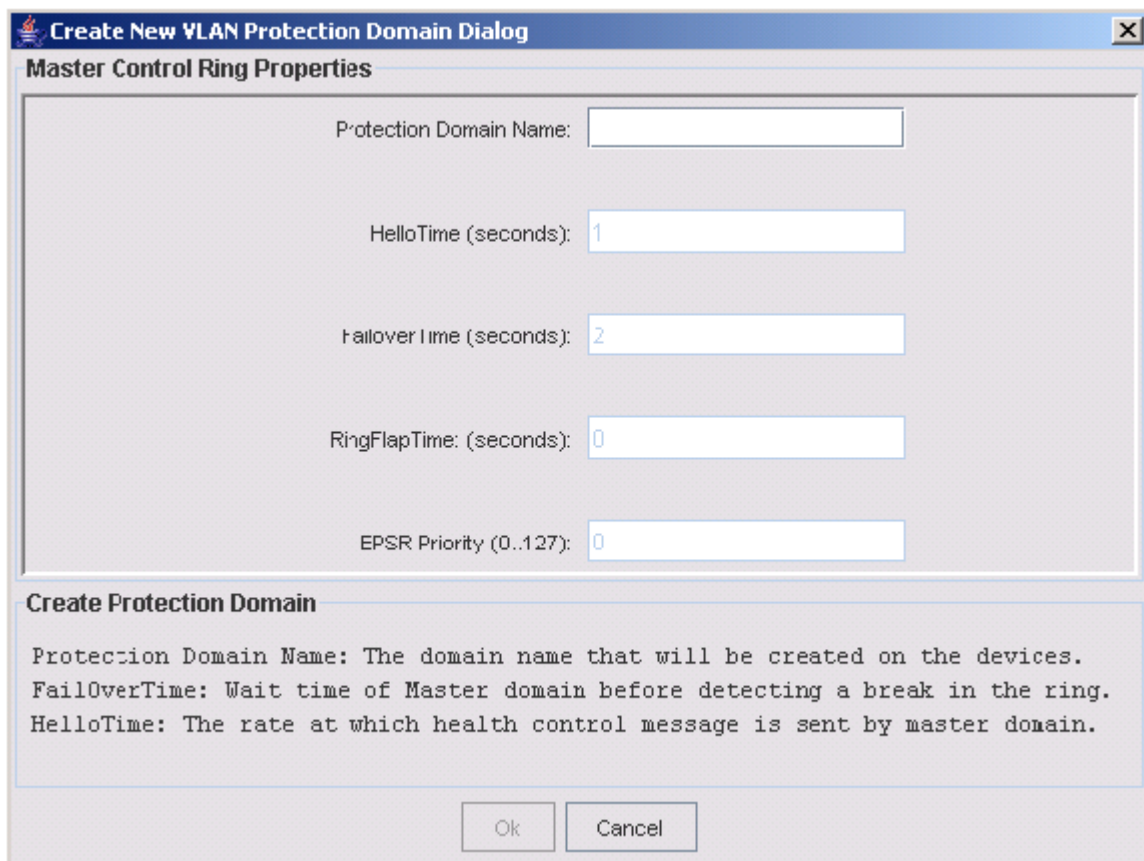 Create New VLAN Protection Domain Dialog
Master Control Ring Properties
Protection Domain Name:
HelloTime (seconds): 1
FailoverTime (seconds): 2
RingFlapTime: (seconds): 0
EPSR Priority (0..127): 0
Create Protection Domain
Protection Domain Name: The domain name that will be created on the devices.
FailOverTime: Wait time of Master domain before detecting a break in the ring.
HelloTime: The rate at which health control message is sent by master domain.
Ok Cancel